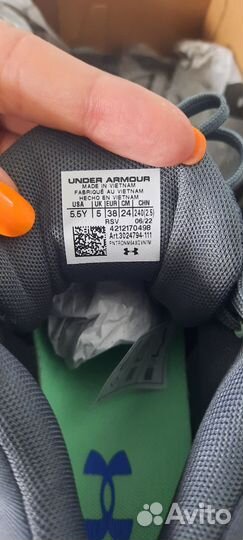 UNDER ARMOUR
MADE IN VIETNAM
FABRIQUÉ AU VIETNAM
HECHO EN VIETNAM
USA UK EUR CM CHN
5.5Y 5 38 24 240(2.5)
RSV 06/22
4212170498
Art.3024794-111
Avito